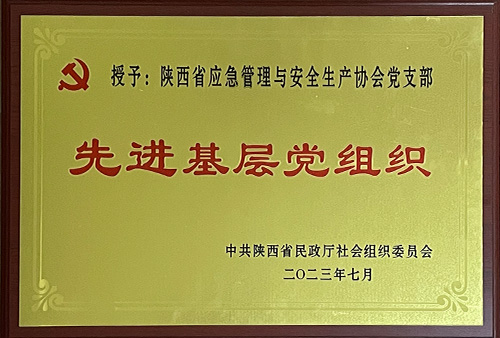 授予：陕西省应急管理与安全生产协会党支部
先进基层党组织
中共陕西省民政厅社会组织委员会
二〇二三年七月